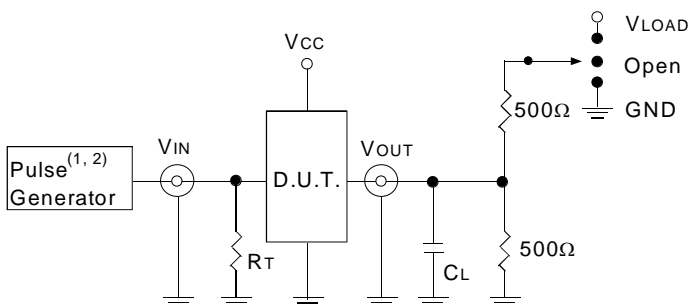 VLOAD
VCC
Open
500Ω
GND
VIN
VOUT
Pulse(1, 2)
Generator
D.U.T.
500Ω
RT
CL